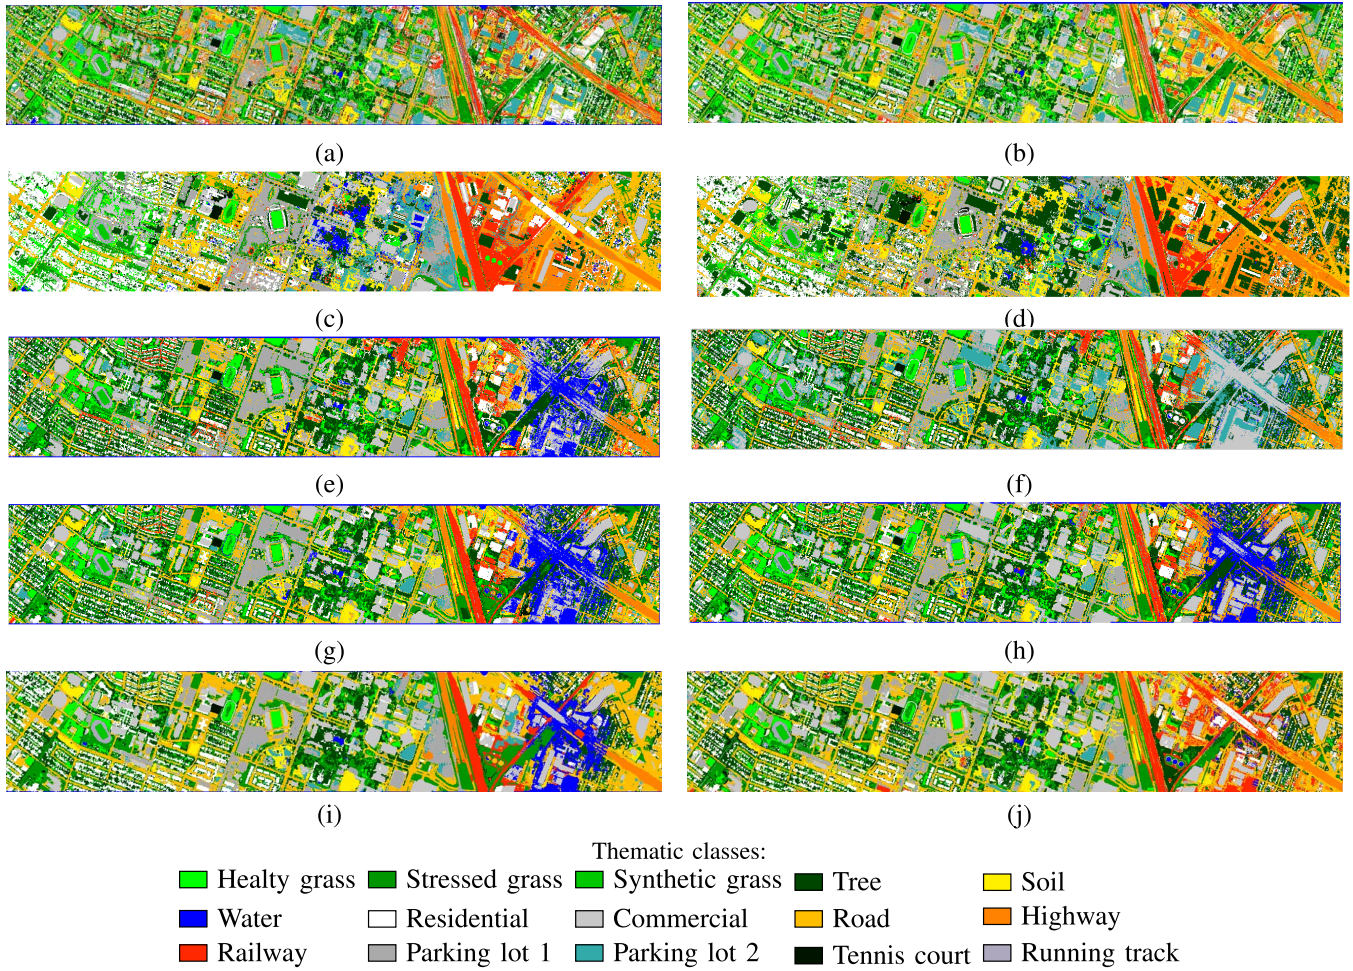 (a) (b)
(c) (d)
(e) (f)
(g) (h)
(i) (j)
Thematic classes:
Healty grass Stressed grass Synthetic grass Tree Soil
Water Residential Commercial Road Highway
Railway Parking lot 1 Parking lot 2 Tennis court Running track